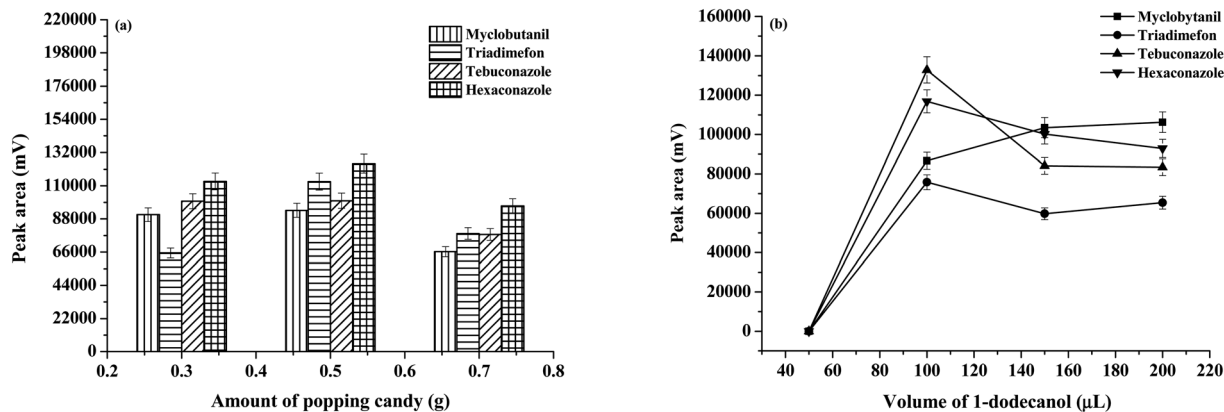 (a)
Myclobutanil
Triadimefon
Tebuconazole
Hexaconazole
220000
198000
176000
154000
132000
110000
88000
66000
44000
22000
0
Peak area (mV)
0.2 0.3 0.4 0.5 0.6 0.7 0.8
Amount of popping candy (g)
(b)
Myclobytanil
Triadimefon
Tebuconazole
Hexaconazole
160000
140000
120000
100000
80000
60000
40000
20000
0
Peak area (mV)
40 60 80 100 120 140 160 180 200 220
Volume of 1-dodecanol (μL)